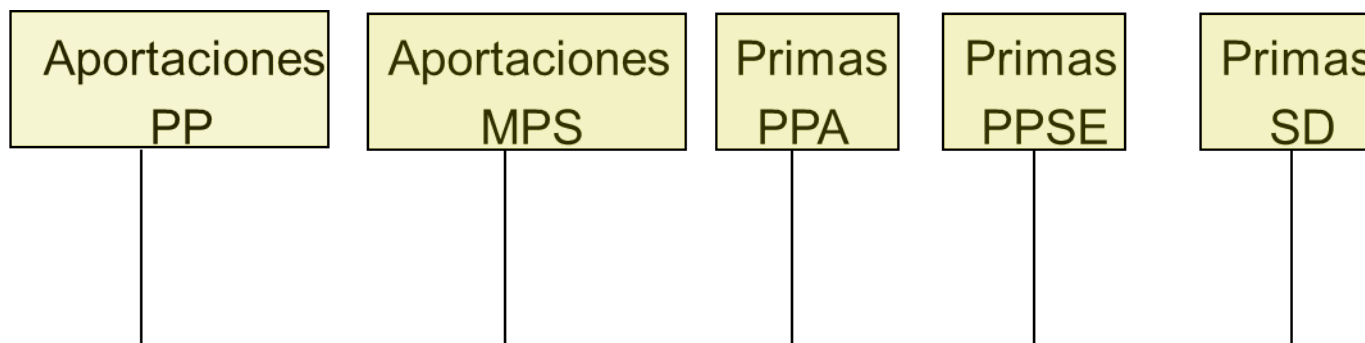 Aportaciones
PP
Aportaciones
MPS
Primas
PPA
Primas
PPSE
Primas
SD